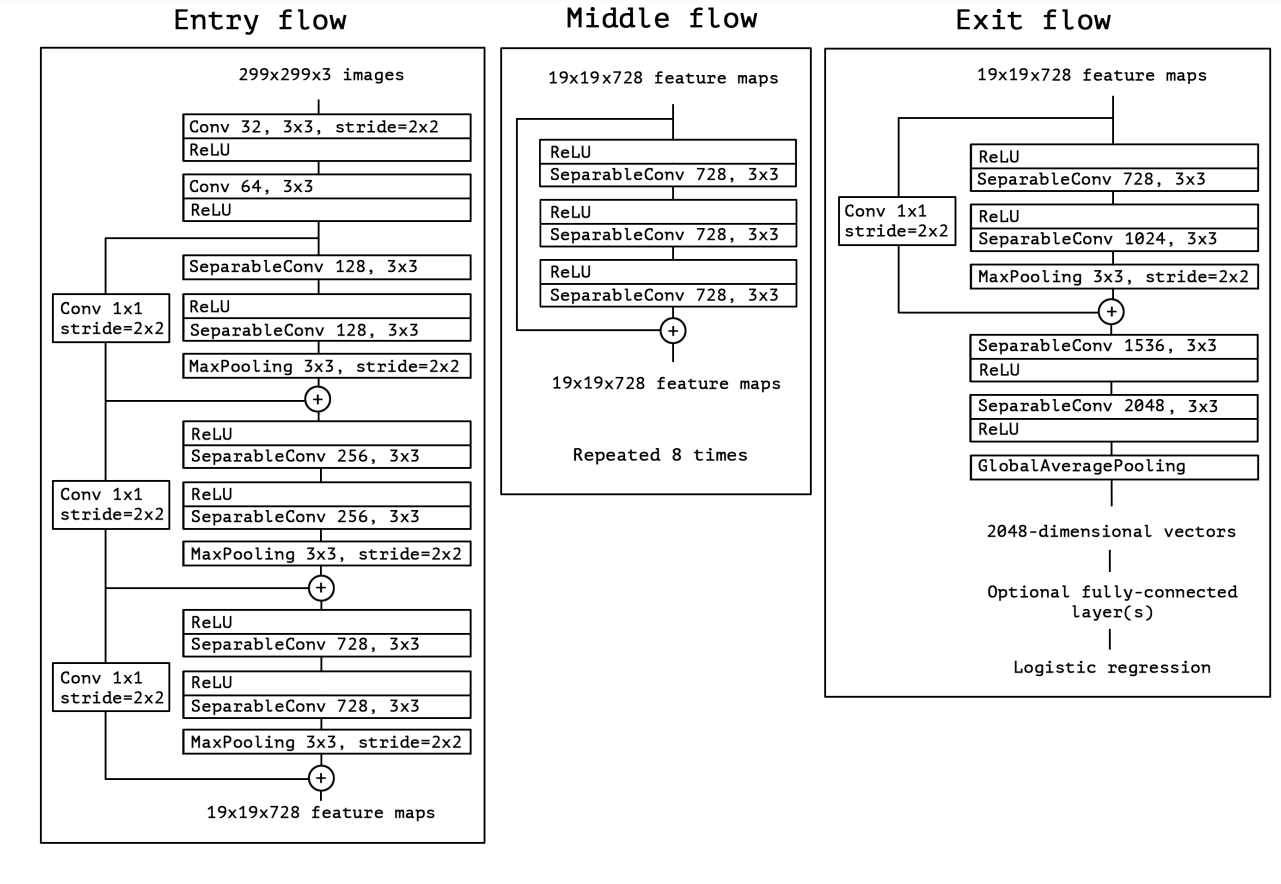 Entry flow
299x299x3 images
Conv 32, 3x3, stride=2x2
ReLU
Conv 64, 3x3
ReLU
SeparableConv 128, 3x3
Conv 1x1
stride=2x2
ReLU
SeparableConv 128, 3x3
MaxPooling 3x3, stride=2x2
+
ReLU
SeparableConv 256, 3x3
Conv 1x1
stride=2x2
ReLU
SeparableConv 256, 3x3
MaxPooling 3x3, stride=2x2
+
ReLU
SeparableConv 728, 3x3
Conv 1x1
stride=2x2
ReLU
SeparableConv 728, 3x3
MaxPooling 3x3, stride=2x2
+
19x19x728 feature maps
Middle flow
19x19x728 feature maps
ReLU
SeparableConv 728, 3x3
ReLU
SeparableConv 728, 3x3
ReLU
SeparableConv 728, 3x3
+
19x19x728 feature maps
Repeated 8 times
Exit flow
19x19x728 feature maps
ReLU
SeparableConv 728, 3x3
Conv 1x1
stride=2x2
ReLU
SeparableConv 1024, 3x3
MaxPooling 3x3, stride=2x2
+
SeparableConv 1536, 3x3
ReLU
SeparableConv 2048, 3x3
ReLU
GlobalAveragePooling
2048-dimensional vectors
Optional fully-connected
layer(s)
Logistic regression